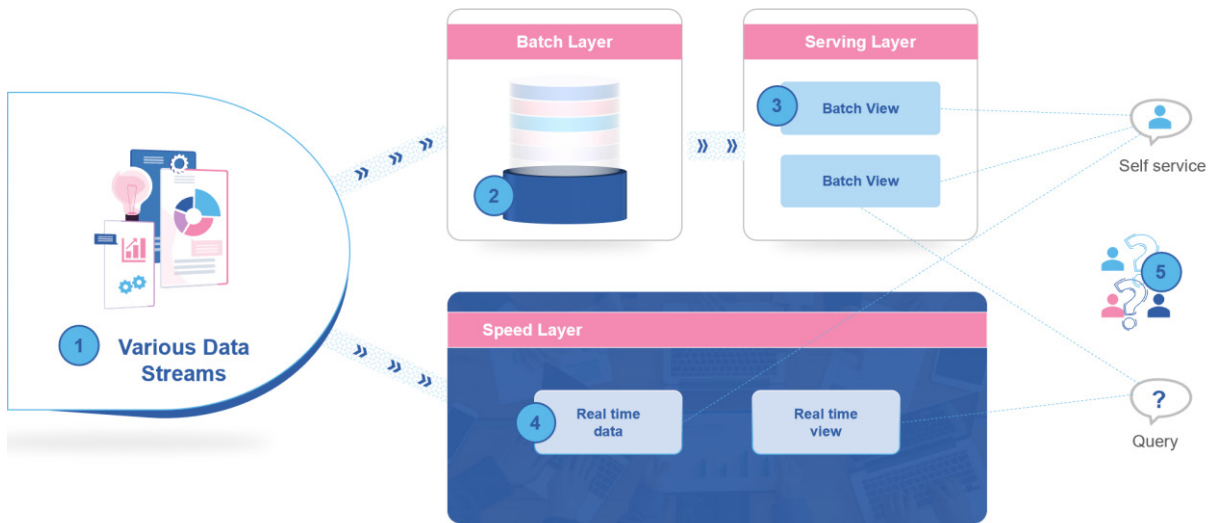 Batch Layer
Serving Layer
3
Batch View
2
Batch View
Self service
1
Various Data
Streams
5
Speed Layer
4
Real time
data
Real time
view
?
Query